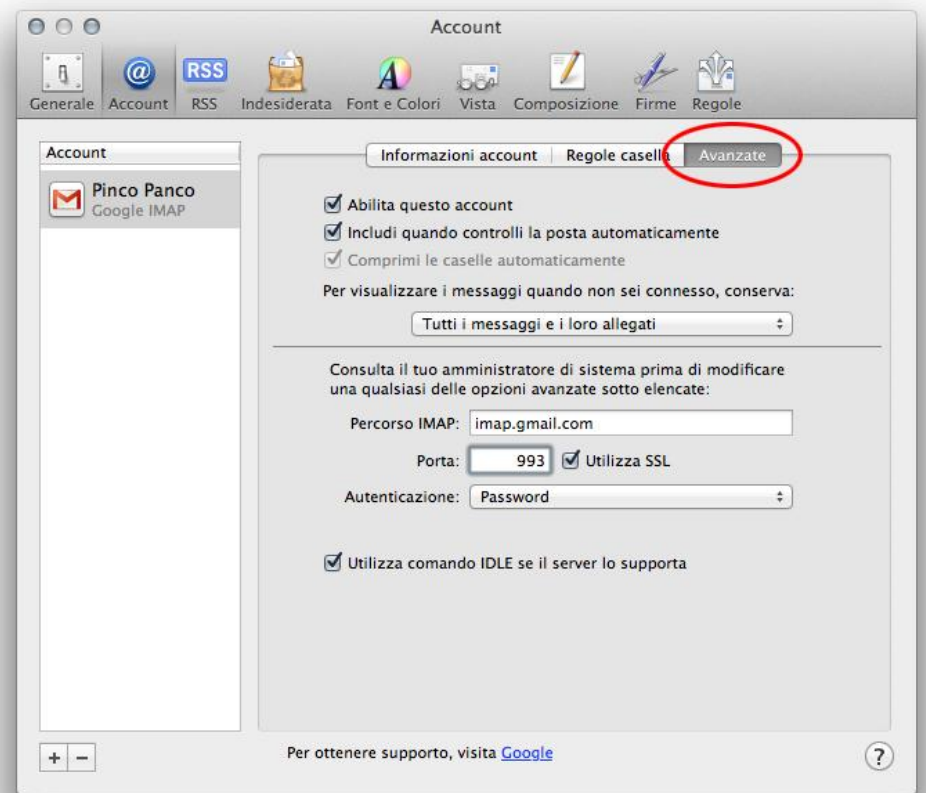 Account
RSS
Generale Account RSS Indesiderata Font e Colori Vista Composizione Firme Regole
Account
Informazioni account Regole casella Avanzate
Pinco Panco
Google IMAP
Abilita questo account
Includi quando controlli la posta automaticamente
Comprimi le caselle automaticamente
Per visualizzare i messaggi quando non sei connesso, conserva:
Tutti i messaggi e i loro allegati
Consulta il tuo amministratore di sistema prima di modificare
una qualsiasi delle opzioni avanzate sotto elencate:
Percorso IMAP: imap.gmail.com
Porta: 993 Utilizza SSL
Autenticazione: Password
Utilizza comando IDLE se il server lo supporta
+ − Per ottenere supporto, visita Google ?